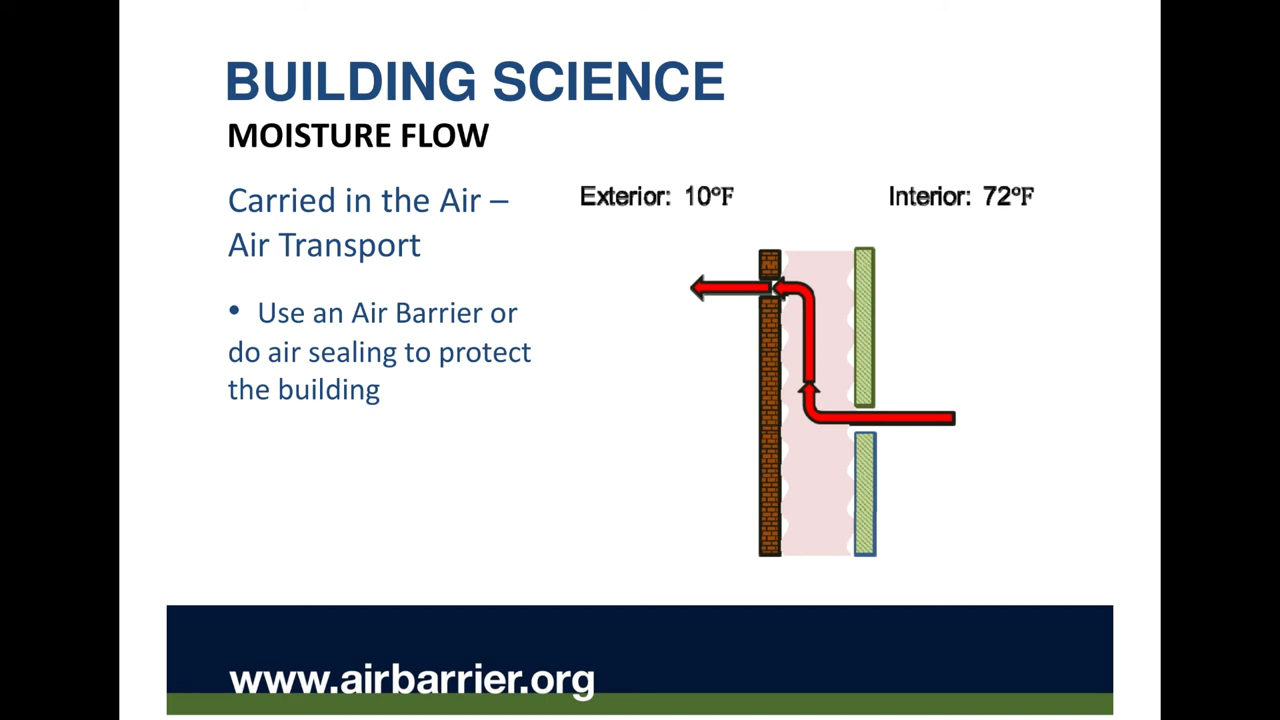 BUILDING SCIENCE
MOISTURE FLOW
Carried in the Air –
Air Transport
Exterior: 10°F
Interior: 72°F
• Use an Air Barrier or
do air sealing to protect
the building
www.airbarrier.org